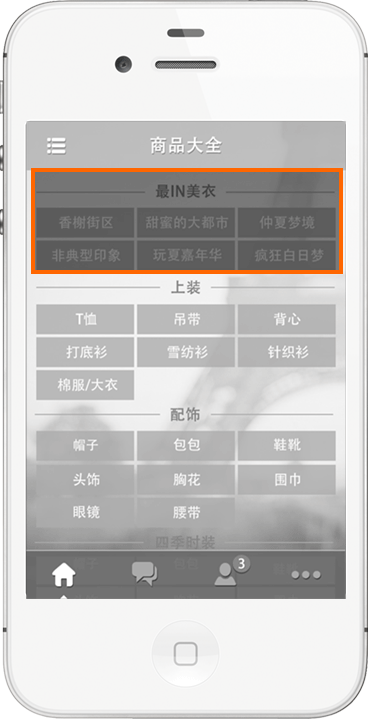 商品大全
最IN美衣
香榭街区 甜蜜的大都市 仲夏梦境
非典型印象 玩夏嘉年华 疯狂白日梦
上装
T恤 吊带 背心
打底衫 雪纺衫 针织衫
棉服/大衣
配饰
帽子 包包 鞋靴
头饰 胸花 围巾
眼镜 腰带
四季时装
3